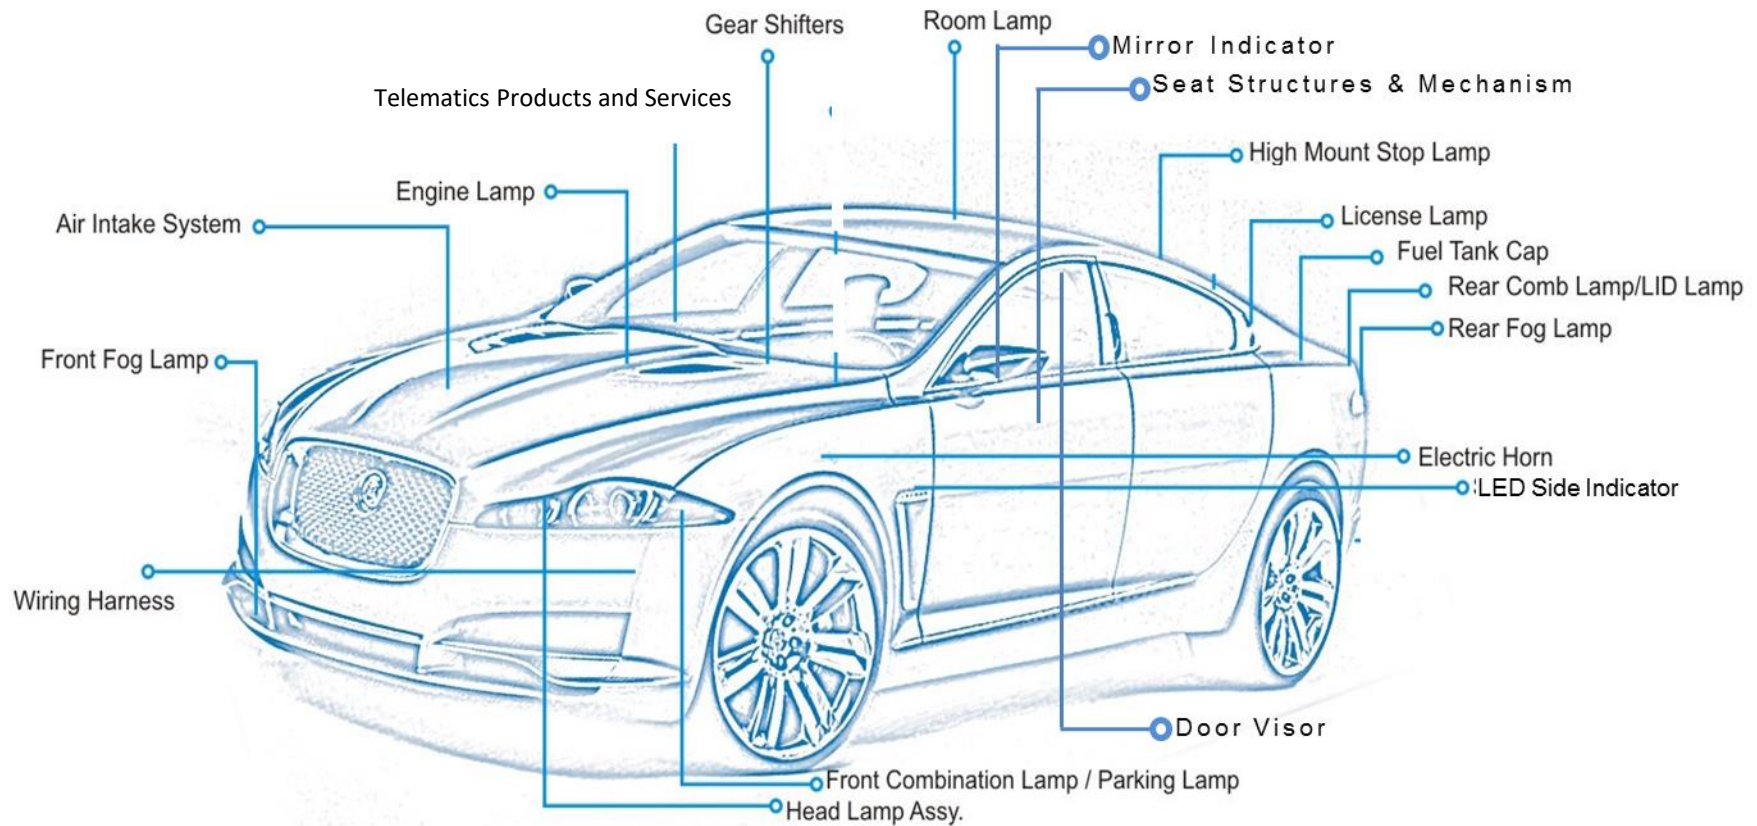 Gear Shifters
Room Lamp
Mirror Indicator
Seat Structures & Mechanism
Telematics Products and Services
High Mount Stop Lamp
Engine Lamp
Air Intake System
License Lamp
Fuel Tank Cap
Rear Comb Lamp/LID Lamp
Rear Fog Lamp
Front Fog Lamp
Electric Horn
LED Side Indicator
Wiring Harness
Door Visor
Front Combination Lamp / Parking Lamp
Head Lamp Assy.